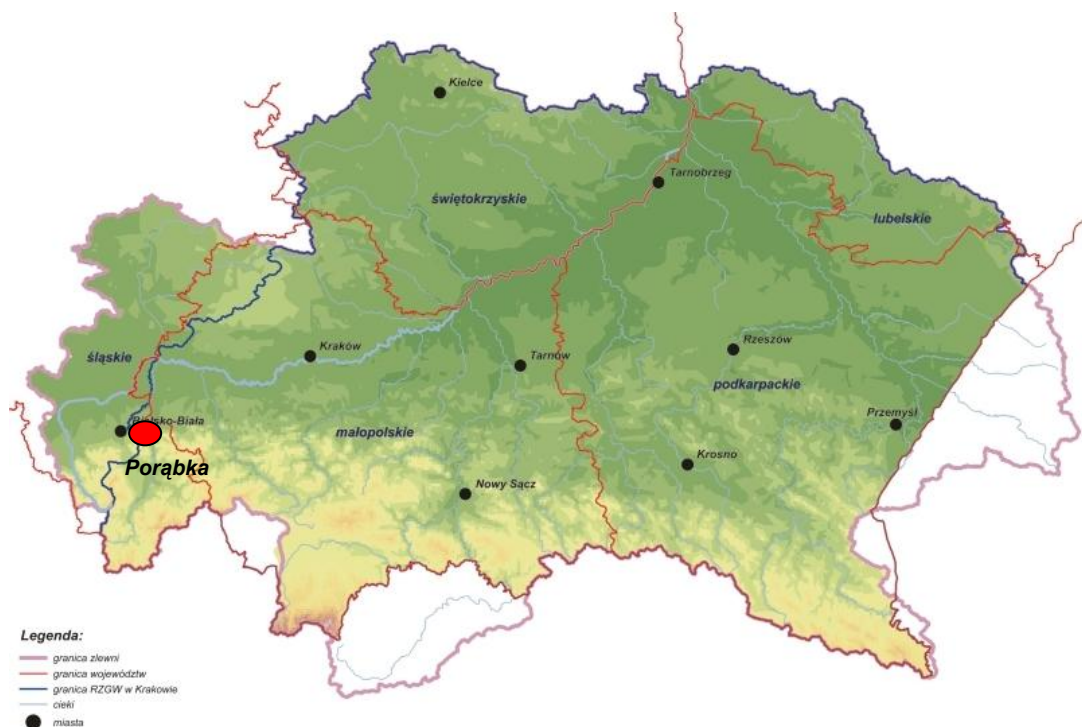 Kielce
Tarnobrzeg
świętokrzyskie
lubelskie
Kraków
śląskie
Tarnów
Rzeszów
podkarpackie
Bielsko-Biała
małopolskie
Przemyśl
Porąbka
Krosno
Nowy Sącz
Legenda:
granica zlewni
granica województw
granica RZGW w Krakowie
cieki
miasta